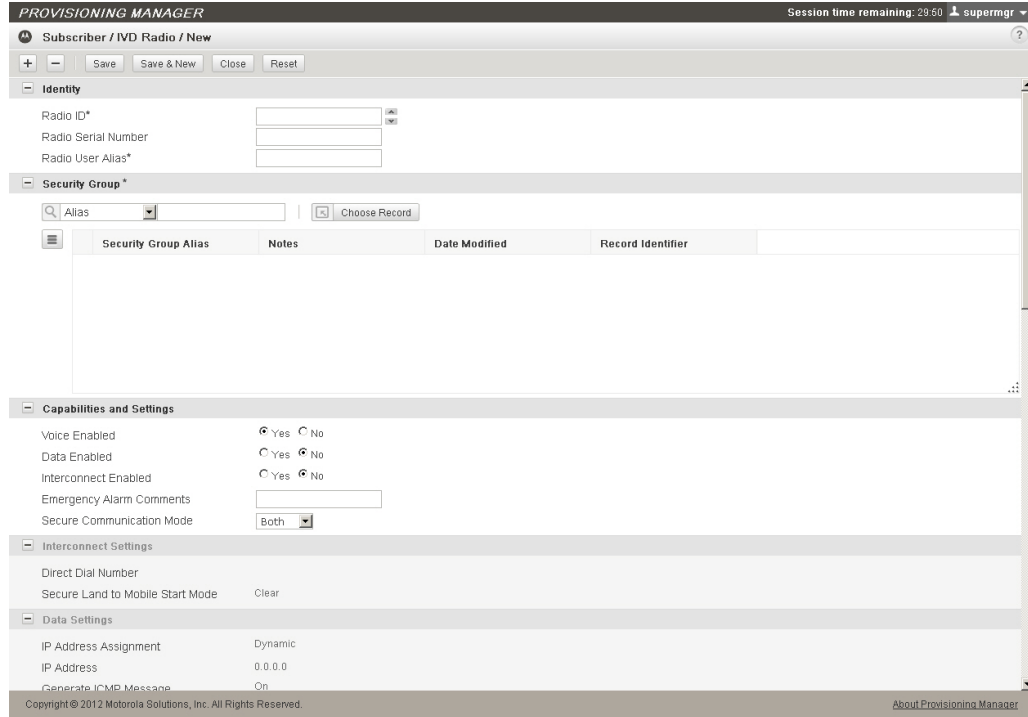 PROVISIONING MANAGER Session time remaining: 29:50 supermgr
Subscriber / IVD Radio / New ?
+ − Save Save & New Close Reset
Identity
Radio ID*
Radio Serial Number
Radio User Alias*
Security Group*
Alias Choose Record
Security Group Alias Notes Date Modified Record Identifier
Capabilities and Settings
Voice Enabled Yes No
Data Enabled Yes No
Interconnect Enabled Yes No
Emergency Alarm Comments
Secure Communication Mode Both
Interconnect Settings
Direct Dial Number
Secure Land to Mobile Start Mode Clear
Data Settings
IP Address Assignment Dynamic
IP Address 0.0.0.0
Generate ICMP Message On
Copyright © 2012 Motorola Solutions, Inc. All Rights Reserved. About Provisioning Manager